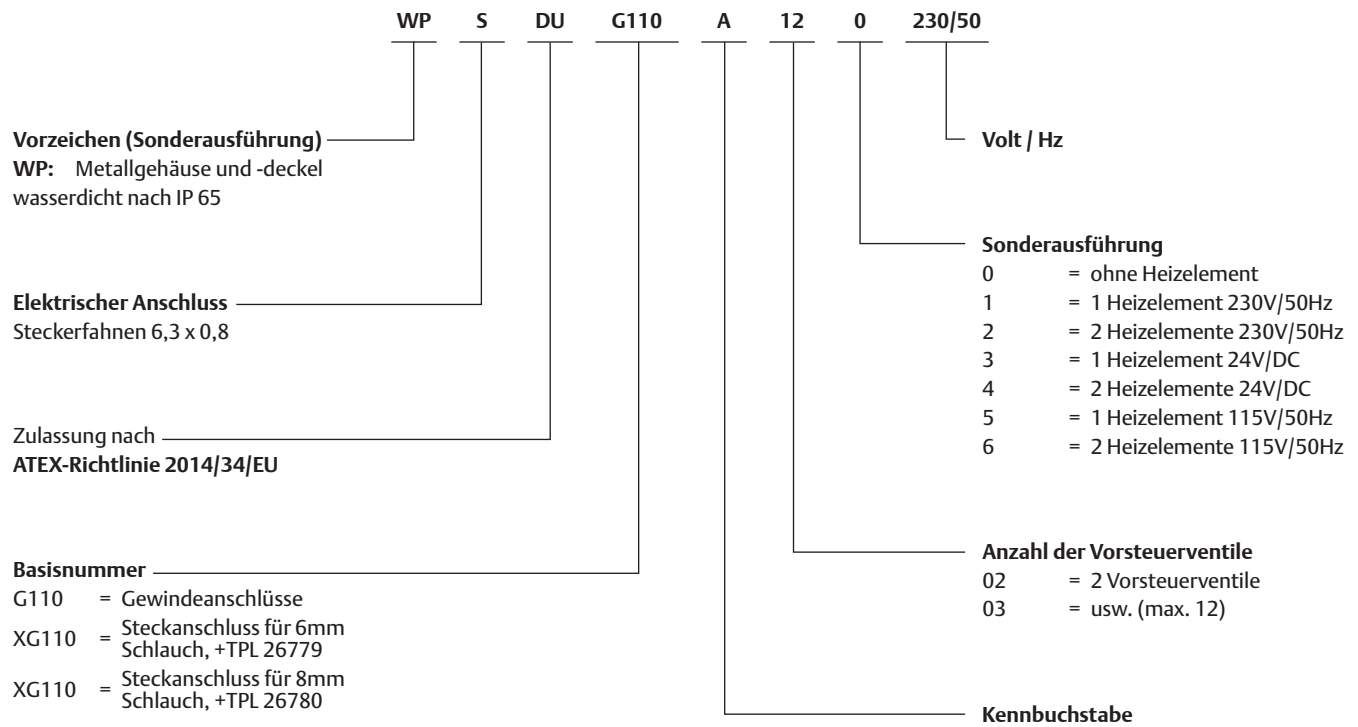 WP S DU G110 A 12 0 230/50
Vorzeichen (Sonderausführung)
WP: Metallgehäuse und -deckel
wasserdicht nach IP 65
Elektrischer Anschluss
Steckerfahnen 6,3 x 0,8
Zulassung nach
ATEX-Richtlinie 2014/34/EU
Basisnummer
G110 = Gewindeanschlüsse
XG110 = Steckanschluss für 6mm
Schlauch, +TPL 26779
XG110 = Steckanschluss für 8mm
Schlauch, +TPL 26780
Volt / Hz
Sonderausführung
0 = ohne Heizelement
1 = 1 Heizelement 230V/50Hz
2 = 2 Heizelemente 230V/50Hz
3 = 1 Heizelement 24V/DC
4 = 2 Heizelemente 24V/DC
5 = 1 Heizelement 115V/50Hz
6 = 2 Heizelemente 115V/50Hz
Anzahl der Vorsteuerventile
02 = 2 Vorsteuerventile
03 = usw. (max. 12)
Kennbuchstabe